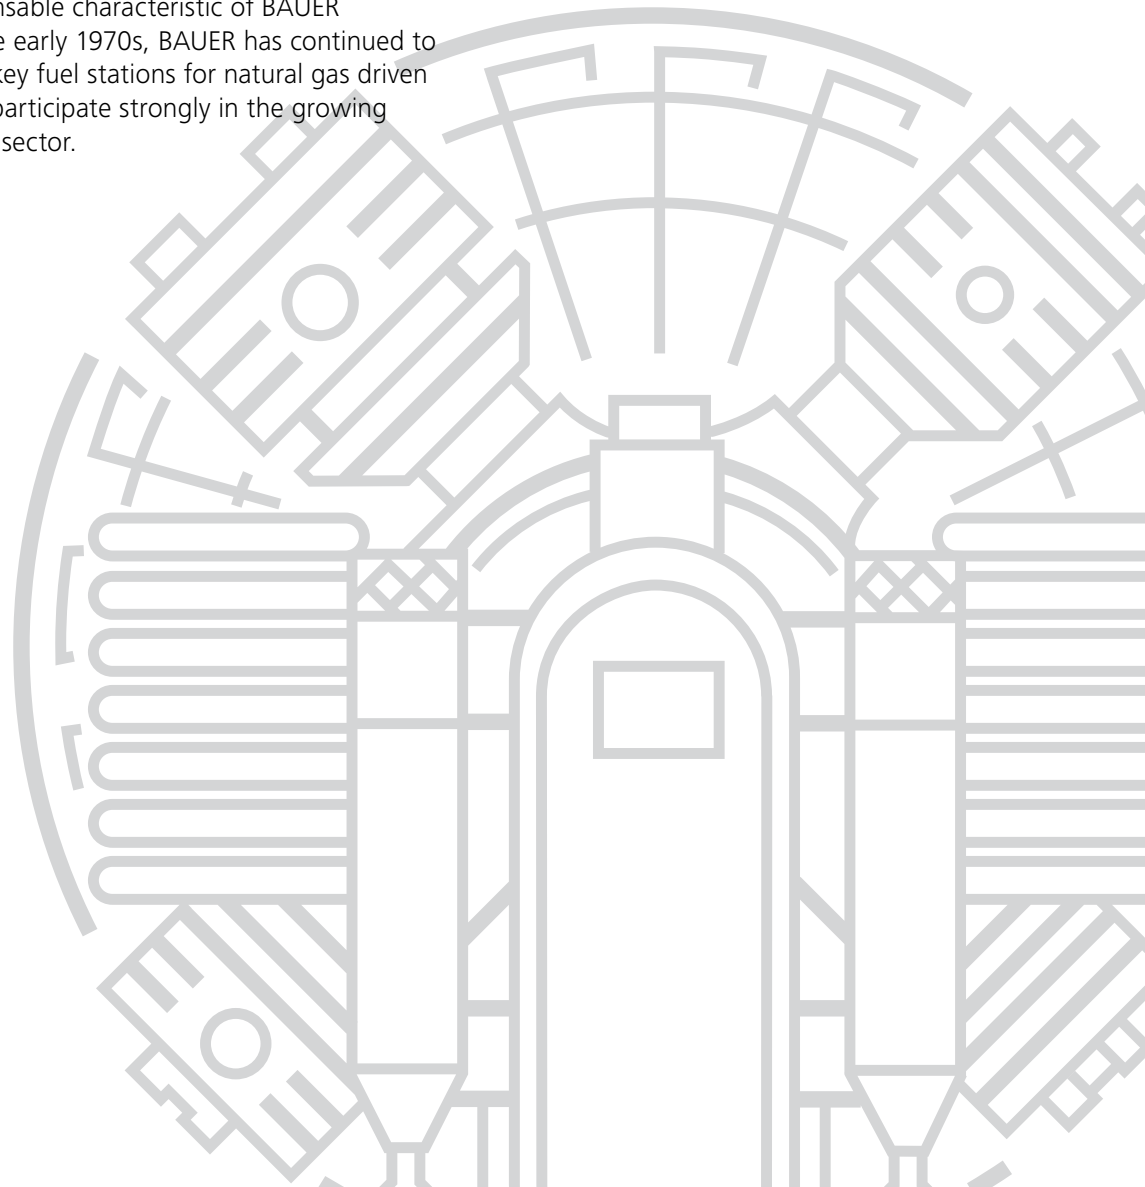 nsable characteristic of BAUER
e early 1970s, BAUER has continued to
key fuel stations for natural gas driven
participate strongly in the growing
sector.